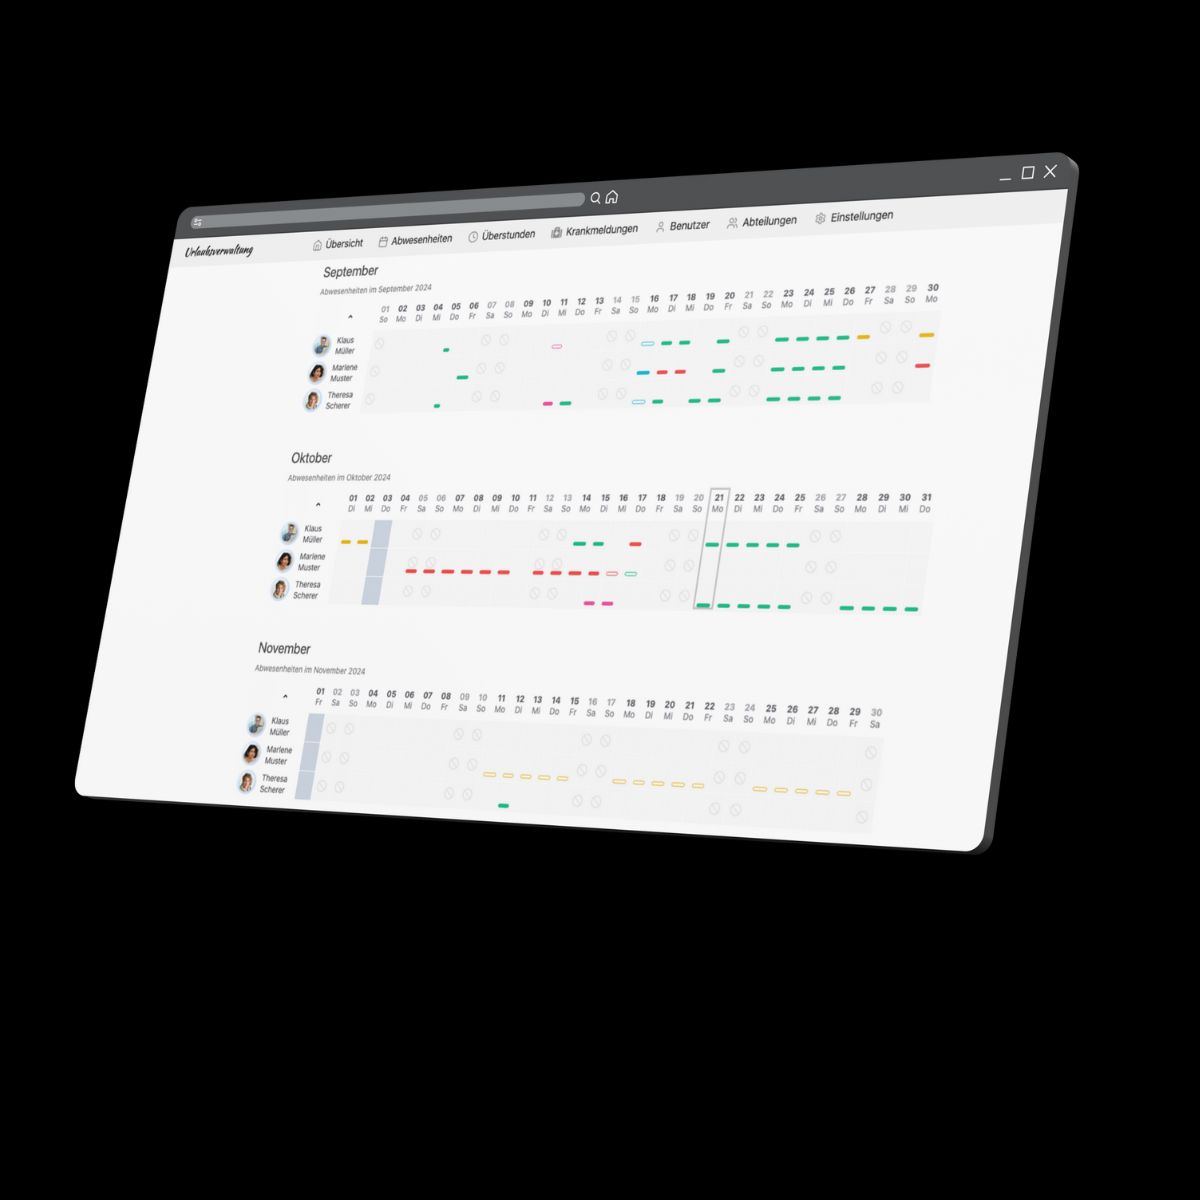 Urlaubsverwaltung
Übersicht Abwesenheiten Überstunden Krankmeldungen Benutzer Abteilungen Einstellungen
September
Abwesenheiten im September 2024
01 02 03 04 05 06 07 08 09 10 11 12 13 14 15 16 17 18 19 20 21 22 23 24 25 26 27 28 29 30
So Mo Di Mi Do Fr Sa So Mo Di Mi Do Fr Sa So Mo Di Mi Do Fr Sa So Mo Di Mi Do Fr Sa So Mo
Klaus
Müller
Marlene
Muster
Theresa
Scherer
Oktober
Abwesenheiten im Oktober 2024
01 02 03 04 05 06 07 08 09 10 11 12 13 14 15 16 17 18 19 20 21 22 23 24 25 26 27 28 29 30 31
Di Mi Do Fr Sa So Mo Di Mi Do Fr Sa So Mo Di Mi Do Fr Sa So Mo Di Mi Do Fr Sa So Mo Di Mi Do
Klaus
Müller
Marlene
Muster
Theresa
Scherer
November
Abwesenheiten im November 2024
01 02 03 04 05 06 07 08 09 10 11 12 13 14 15 16 17 18 19 20 21 22 23 24 25 26 27 28 29 30
Fr Sa So Mo Di Mi Do Fr Sa So Mo Di Mi Do Fr Sa So Mo Di Mi Do Fr Sa So Mo Di Mi Do Fr Sa
Klaus
Müller
Marlene
Muster
Theresa
Scherer